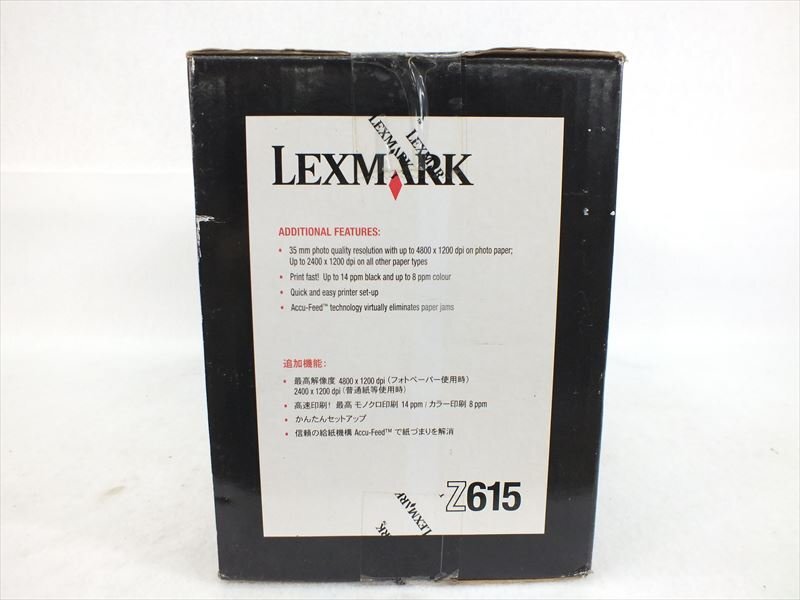 LEXMARK
LEXMARK
LEXMARK
ADDITIONAL FEATURES:
• 35 mm photo quality resolution with up to 4800 x 1200 dpi on photo paper;
Up to 2400 x 1200 dpi on all other paper types
• Print fast! Up to 14 ppm black and up to 8 ppm colour
• Quick and easy printer set-up
• Accu-Feed™ technology virtually eliminates paper jams
追加機能:
• 最高解像度 4800 x 1200 dpi (フォトペーパー使用時)
2400 x 1200 dpi (普通紙等使用時)
• 高速印刷! 最高 モノクロ印刷 14 ppm / カラー印刷 8 ppm
• かんたんセットアップ
• 信頼の給紙機構 Accu-Feed™ で紙づまりを解消
Z615
LEXMARK
LEXMARK